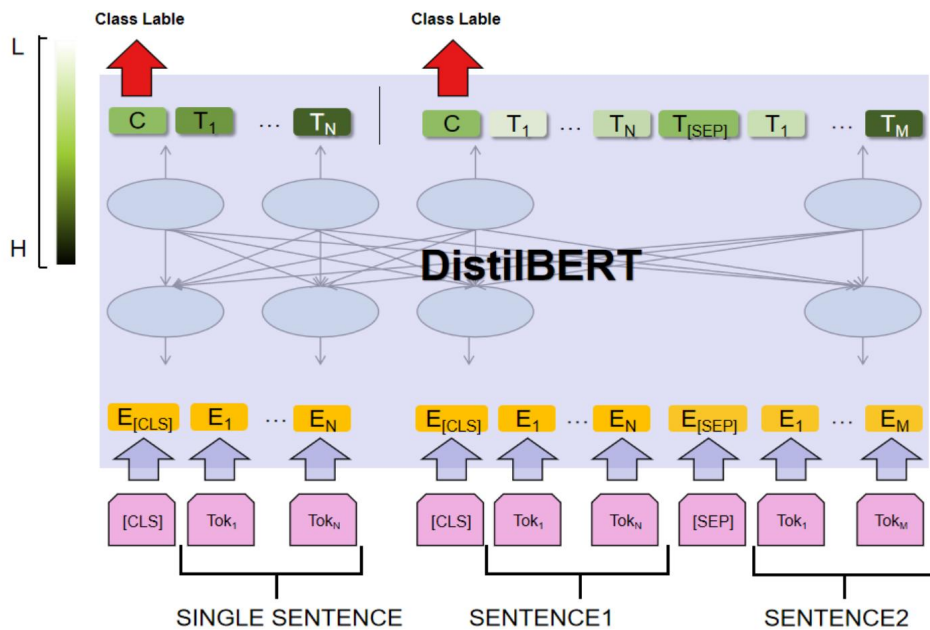 Class Lable Class Lable
L
C T1 ... TN C T1 ... TN T[SEP] T1 ... TM
H
DistilBERT
E[CLS] E1 ... EN E[CLS] E1 ... EN E[SEP] E1 ... EM
[CLS] Tok1 TokN [CLS] Tok1 TokN [SEP] Tok1 TokM
SINGLE SENTENCE SENTENCE1 SENTENCE2